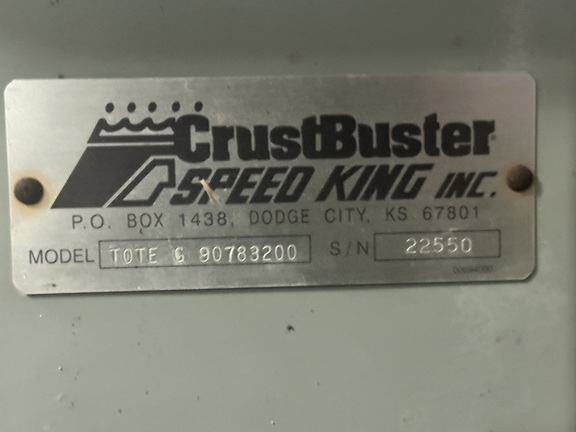 CrustBuster
SPEED KING INC.
P.O. BOX 1438, DODGE CITY, KS 67801
MODEL TOTE G 90783200 S/N 22550